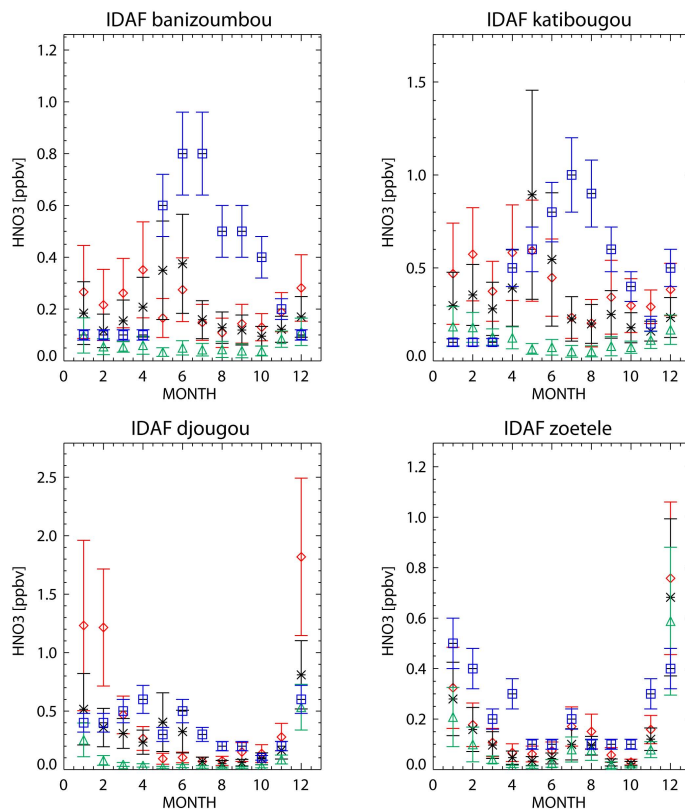 IDAF banizoumbou
HNO3 [ppbv]
1.2
1.0
0.8
0.6
0.4
0.2
0.0
0 2 4 6 8 10 12
MONTH
IDAF katibougou
HNO3 [ppbv]
1.5
1.0
0.5
0.0
0 2 4 6 8 10 12
MONTH
IDAF djougou
HNO3 [ppbv]
2.5
2.0
1.5
1.0
0.5
0.0
0 2 4 6 8 10 12
MONTH
IDAF zoetele
HNO3 [ppbv]
1.2
1.0
0.8
0.6
0.4
0.2
0.0
0 2 4 6 8 10 12
MONTH